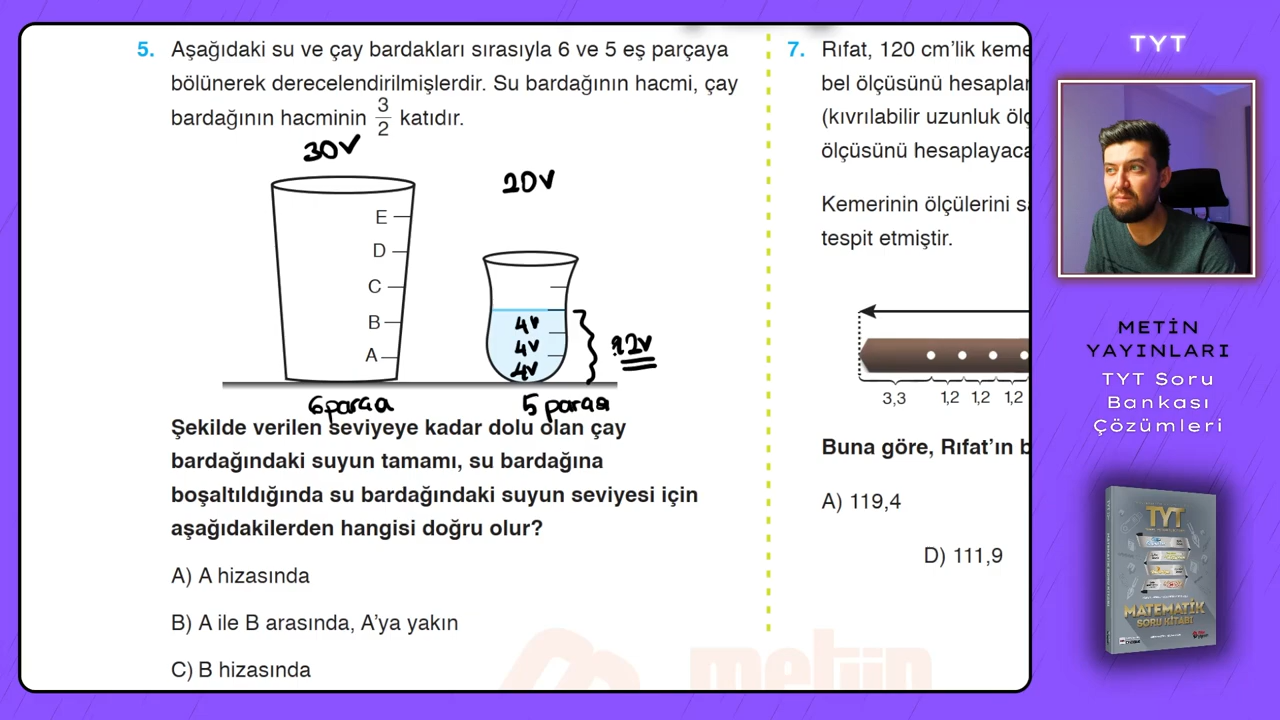 5. Aşağıdaki su ve çay bardakları sırasıyla 6 ve 5 eş parçaya
bölünerek derecelendirilmişlerdir. Su bardağının hacmi, çay
bardağının hacminin 3/2 katıdır.
30V
20V
E
D
C
B
A
4V
4V
4V
12V
6 parça
5 parça
Şekilde verilen seviyeye kadar dolu olan çay
bardağındaki suyun tamamı, su bardağına
boşaltıldığında su bardağındaki suyun seviyesi için
aşağıdakilerden hangisi doğru olur?
A) A hizasında
B) A ile B arasında, A'ya yakın
C) B hizasında
metin
7. Rıfat, 120 cm'lik keme
bel ölçüsünü hesaplar
(kıvrılabilir uzunluk ölç
ölçüsünü hesaplayaca
Kemerinin ölçülerini sa
tespit etmiştir.
3,3 1,2 1,2 1,2
Buna göre, Rıfat'ın b
A) 119,4
D) 111,9
TYT
METİN
YAYINLARI
TYT Soru
Bankası
Çözümleri
TYT
MATEMATİK
SORU KİTABI